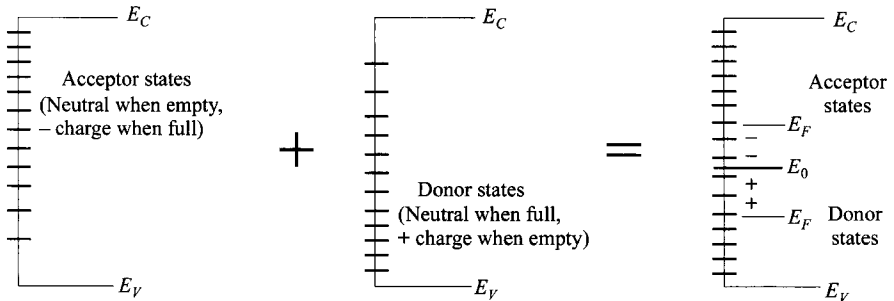 E_C
Acceptor states
(Neutral when empty,
− charge when full)
E_V
+
E_C
Donor states
(Neutral when full,
+ charge when empty)
E_V
=
E_C
Acceptor
states
E_F
−
−
E_0
+
+
E_F
Donor
states
E_V